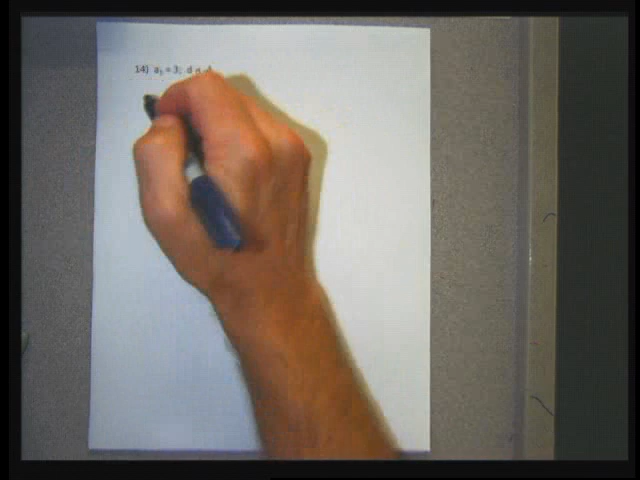 14) a₁ = 3; d =